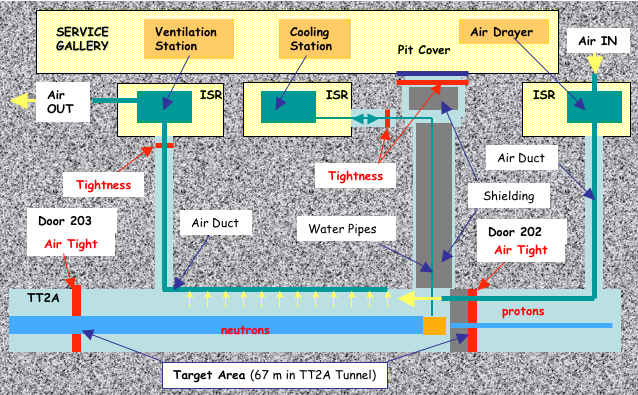 SERVICE
GALLERY
Ventilation
Station
Cooling
Station
Pit Cover
Air Drayer
Air IN
Air
OUT
ISR
ISR
ISR
Tightness
Tightness
Air Duct
Shielding
Door 203
Air Tight
Air Duct
Water Pipes
Door 202
Air Tight
TT2A
neutrons
protons
Target Area (67 m in TT2A Tunnel)